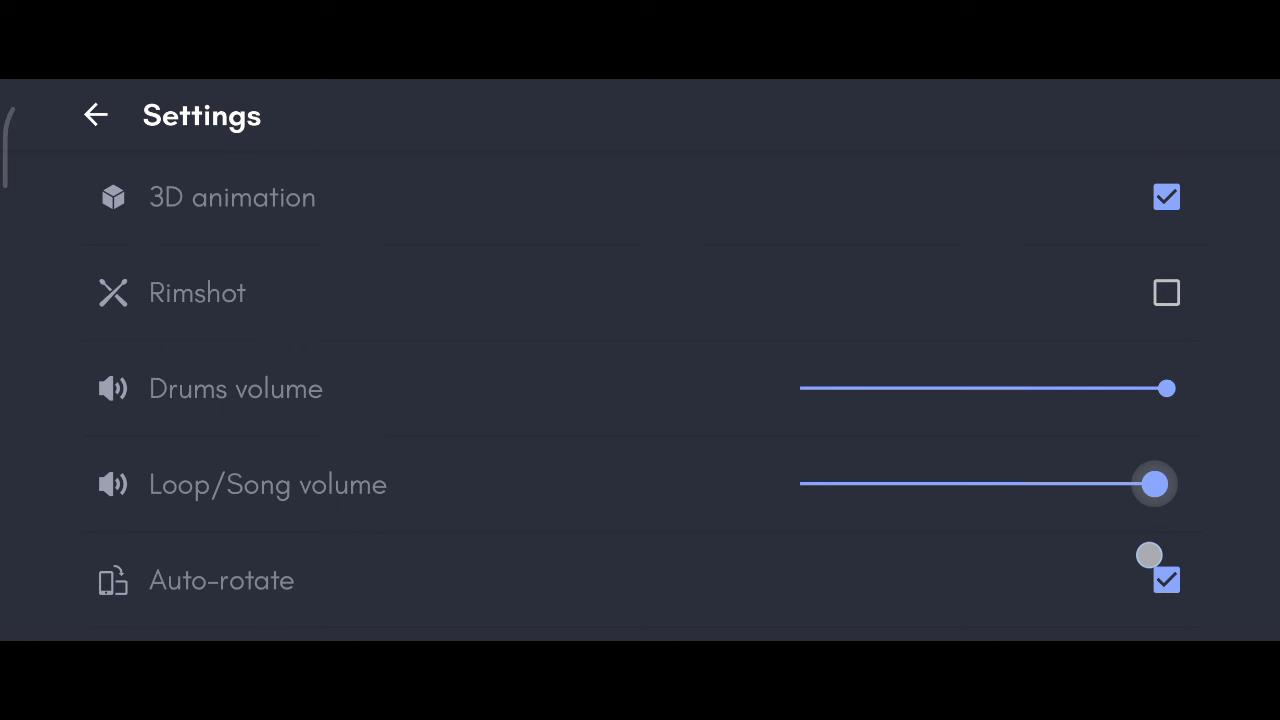 Settings
3D animation
Rimshot
Drums volume
Loop/Song volume
Auto-rotate